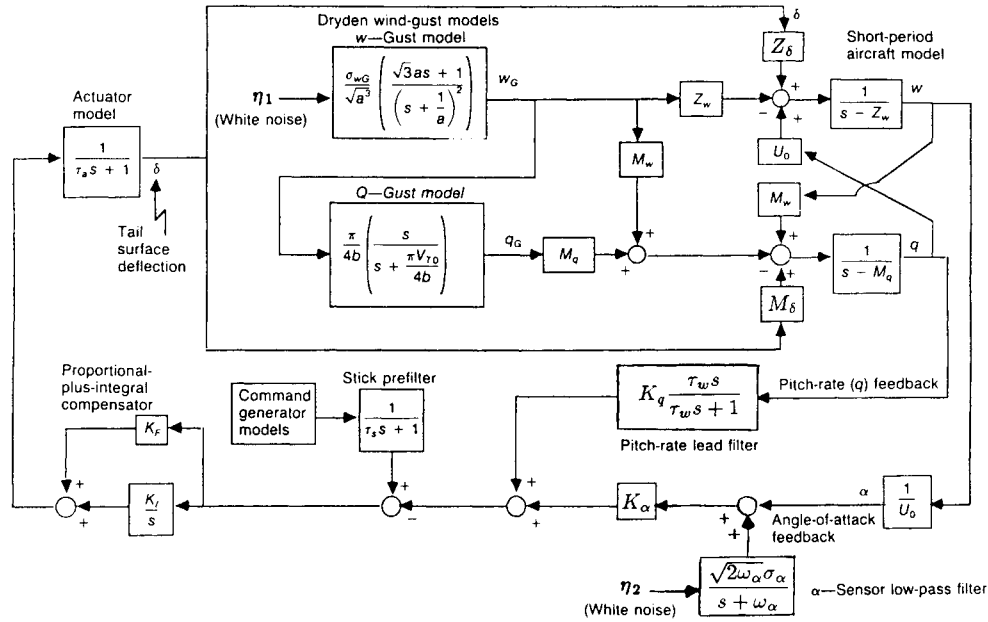 Dryden wind-gust models
w—Gust model
η1
(White noise)
σwG
√a³
√3as + 1
(s + 1/a)²
wG
Zw
δ
Zδ
Short-period
aircraft model
+
−
+
1
s − Zw
w
U0
Actuator
model
1
τas + 1
δ
Tail
surface
deflection
Mw
Q—Gust model
π
4b
s
s + πVT0/4b
qG
Mq
+
+
Mw
+
−
+
1
s − Mq
q
Mδ
Proportional-
plus-integral
compensator
KF
+
+
KI
s
Command
generator
models
Stick prefilter
1
τss + 1
+
−
Kq τws
τws + 1
Pitch-rate lead filter
Pitch-rate (q) feedback
+
+
Kα
+
+
α
Angle-of-attack
feedback
1
U0
η2
(White noise)
√2ωασα
s + ωα
α—Sensor low-pass filter